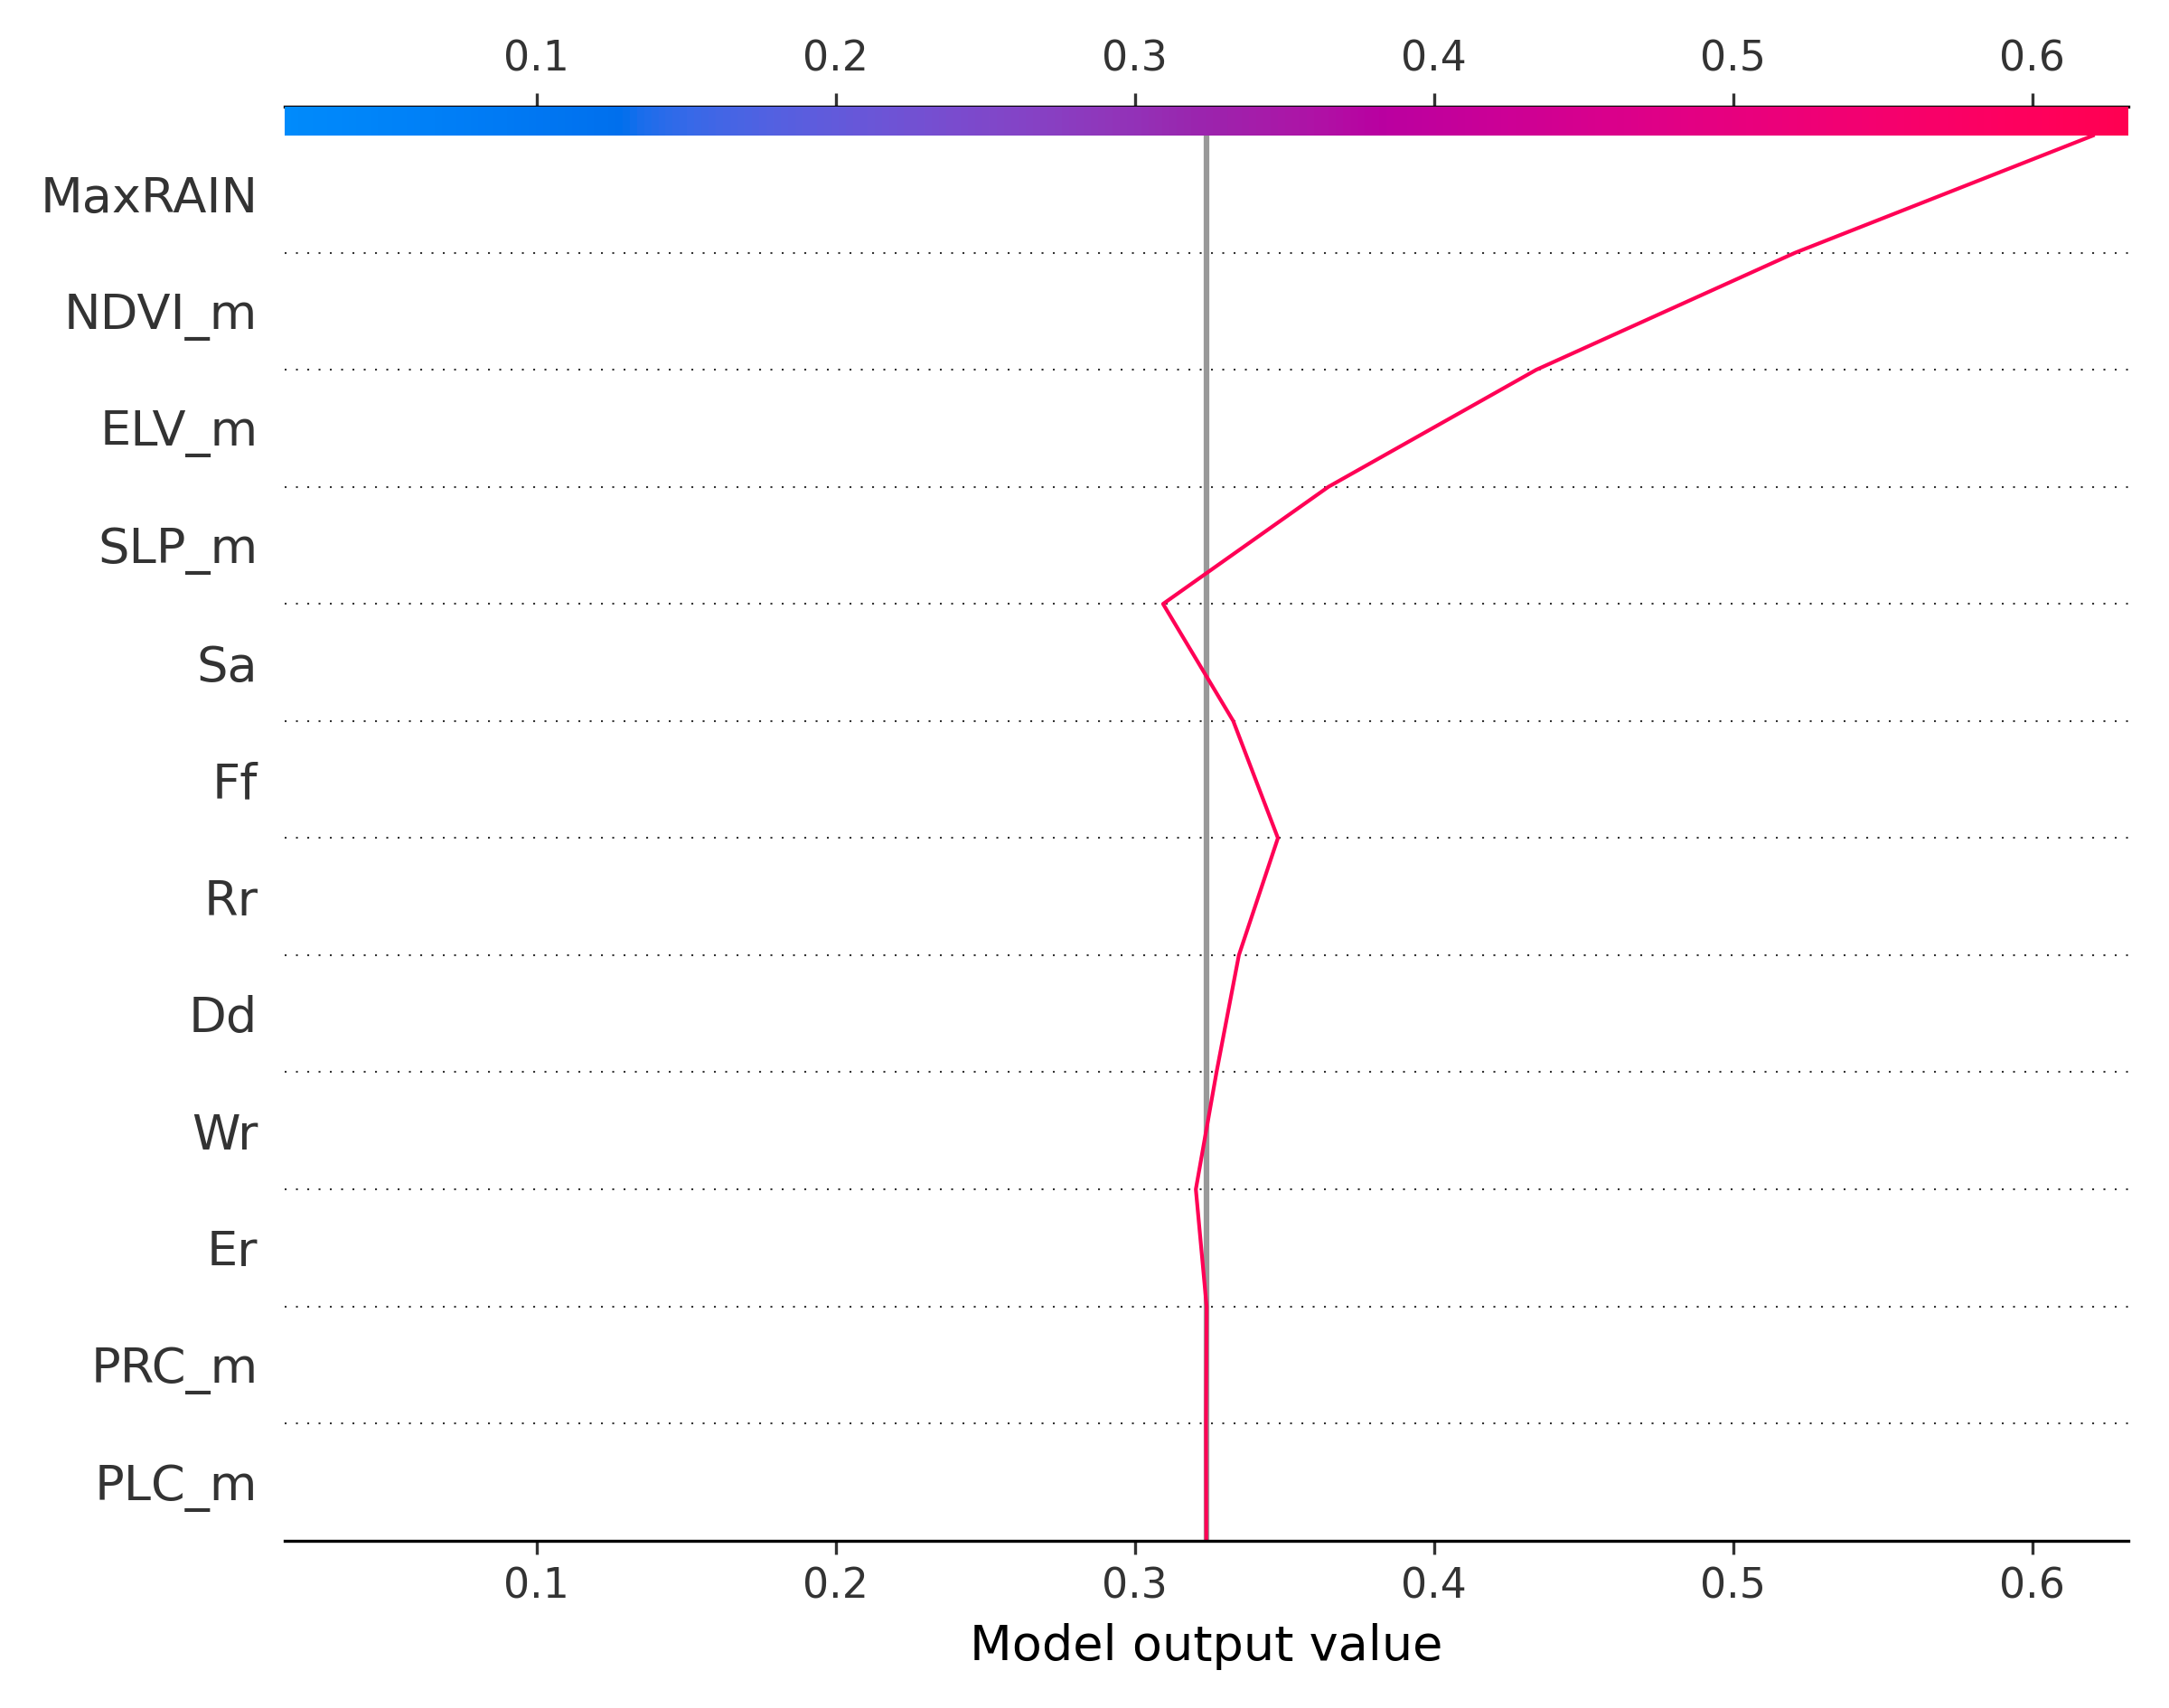 0.1 0.2 0.3 0.4 0.5 0.6
MaxRAIN
NDVI_m
ELV_m
SLP_m
Sa
Ff
Rr
Dd
Wr
Er
PRC_m
PLC_m
0.1 0.2 0.3 0.4 0.5 0.6
Model output value